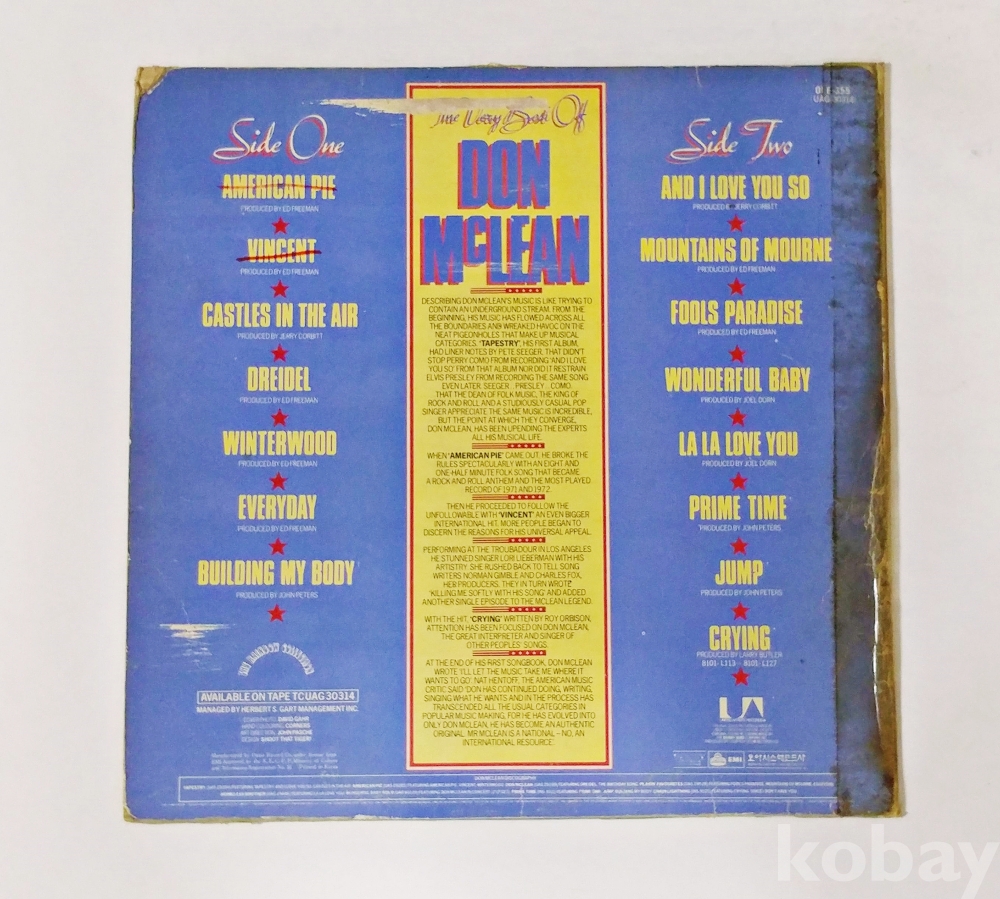 The Very Best Off
DON
McLEAN
UAG 30314
Side One
AMERICAN PIE
PRODUCED BY ED FREEMAN
VINCENT
PRODUCED BY ED FREEMAN
CASTLES IN THE AIR
PRODUCED BY JERRY CORBITT
DREIDEL
PRODUCED BY ED FREEMAN
WINTERWOOD
PRODUCED BY ED FREEMAN
EVERYDAY
PRODUCED BY ED FREEMAN
BUILDING MY BODY
PRODUCED BY JOHN PETERS
AVAILABLE ON TAPE TCUAG 30314
MANAGED BY HERBERT S. GART MANAGEMENT INC.
DESCRIBING DON MCLEAN'S MUSIC IS LIKE TRYING TO
CONTAIN AN UNDERGROUND STREAM. FROM THE
BEGINNING, HIS MUSIC HAS FLOWED ACROSS ALL
THE BOUNDARIES AND WREAKED HAVOC ON THE
NEAT PIGEONHOLES THAT MAKE UP MUSICAL
CATEGORIES. 'TAPESTRY', HIS FIRST ALBUM,
HAD LINER NOTES BY PETE SEEGER. THAT DIDN'T
STOP PERRY COMO FROM RECORDING 'AND I LOVE
YOU SO' FROM THAT ALBUM NOR DID IT RESTRAIN
ELVIS PRESLEY FROM RECORDING THE SAME SONG
EVEN LATER. SEEGER... PRESLEY... COMO.
THAT THE DEAN OF FOLK MUSIC, THE KING OF
ROCK AND ROLL AND A STUDIOUSLY CASUAL POP
SINGER APPRECIATE THE SAME MUSIC IS INCREDIBLE,
BUT THE POINT AT WHICH THEY CONVERGE,
DON MCLEAN, HAS BEEN UPENDING THE EXPERTS
ALL HIS MUSICAL LIFE.
WHEN 'AMERICAN PIE' CAME OUT, HE BROKE THE
RULES SPECTACULARLY WITH AN EIGHT AND
ONE-HALF MINUTE FOLK SONG THAT BECAME
A ROCK AND ROLL ANTHEM AND THE MOST PLAYED
RECORD OF 1971 AND 1972.
THEN HE PROCEEDED TO FOLLOW THE
UNFOLLOWABLE WITH 'VINCENT' AN EVEN BIGGER
INTERNATIONAL HIT. MORE PEOPLE BEGAN TO
DISCERN THE REASONS FOR HIS UNIVERSAL APPEAL.
PERFORMING AT THE TROUBADOUR IN LOS ANGELES
HE STUNNED SINGER LORI LIEBERMAN WITH HIS
ARTISTRY. SHE RUSHED BACK TO TELL SONG
WRITERS NORMAN GIMBLE AND CHARLES FOX,
HER PRODUCERS. THEY IN TURN WROTE
'KILLING ME SOFTLY WITH HIS SONG' AND ADDED
ANOTHER SINGLE EPISODE TO THE MCLEAN LEGEND.
WITH THE HIT, 'CRYING' WRITTEN BY ROY ORBISON,
ATTENTION HAS BEEN FOCUSED ON DON MCLEAN,
THE GREAT INTERPRETER AND SINGER OF
OTHER PEOPLES' SONGS.
AT THE END OF HIS FIRST SONGBOOK, DON MCLEAN
WROTE 'I'LL LET THE MUSIC TAKE ME WHERE IT
WANTS TO GO'. NAT HENTOFF, THE AMERICAN MUSIC
CRITIC SAID 'DON HAS CONTINUED DOING, WRITING,
SINGING WHAT HE WANTS AND IN THE PROCESS HAS
TRANSCENDED ALL THE USUAL CATEGORIES IN
POPULAR MUSIC MAKING, FOR HE HAS EVOLVED INTO
ONLY DON MCLEAN, HE HAS BECOME AN AUTHENTIC
ORIGINAL. MR MCLEAN IS A NATIONAL – NO, AN
INTERNATIONAL RESOURCE.'
Side Two
AND I LOVE YOU SO
PRODUCED BY JERRY CORBITT
MOUNTAINS OF MOURNE
PRODUCED BY ED FREEMAN
FOOLS PARADISE
PRODUCED BY ED FREEMAN
WONDERFUL BABY
PRODUCED BY JOEL DORN
LA LA LOVE YOU
PRODUCED BY JOEL DORN
PRIME TIME
PRODUCED BY JOHN PETERS
JUMP
PRODUCED BY JOHN PETERS
CRYING
PRODUCED BY LARRY BUTLER
8101-L113~8101-L127
UA
오아시스레코드사
kobay